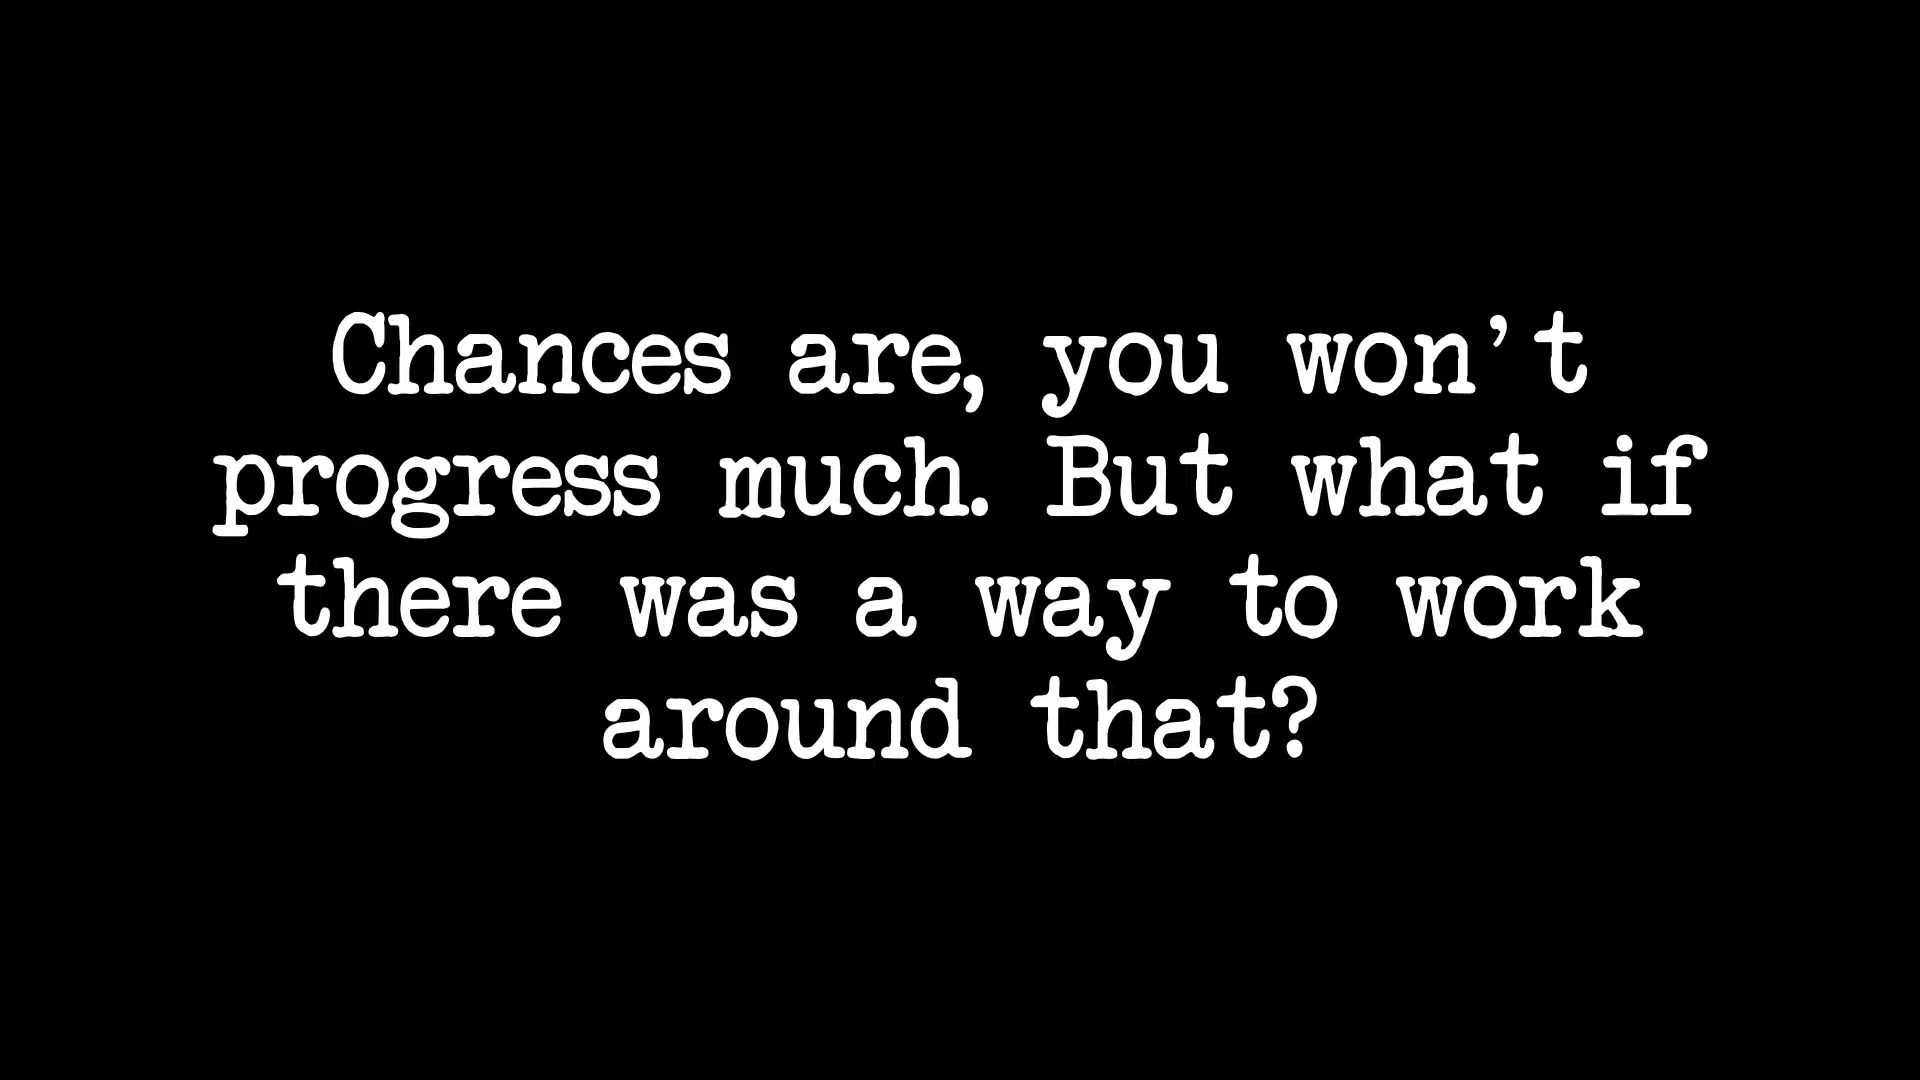 Chances are, you won't
progress much. But what if
there was a way to work
around that?